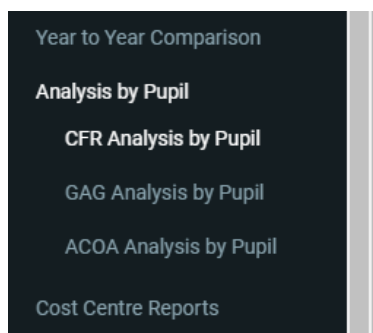 Year to Year Comparison
Analysis by Pupil
CFR Analysis by Pupil
GAG Analysis by Pupil
ACOA Analysis by Pupil
Cost Centre Reports